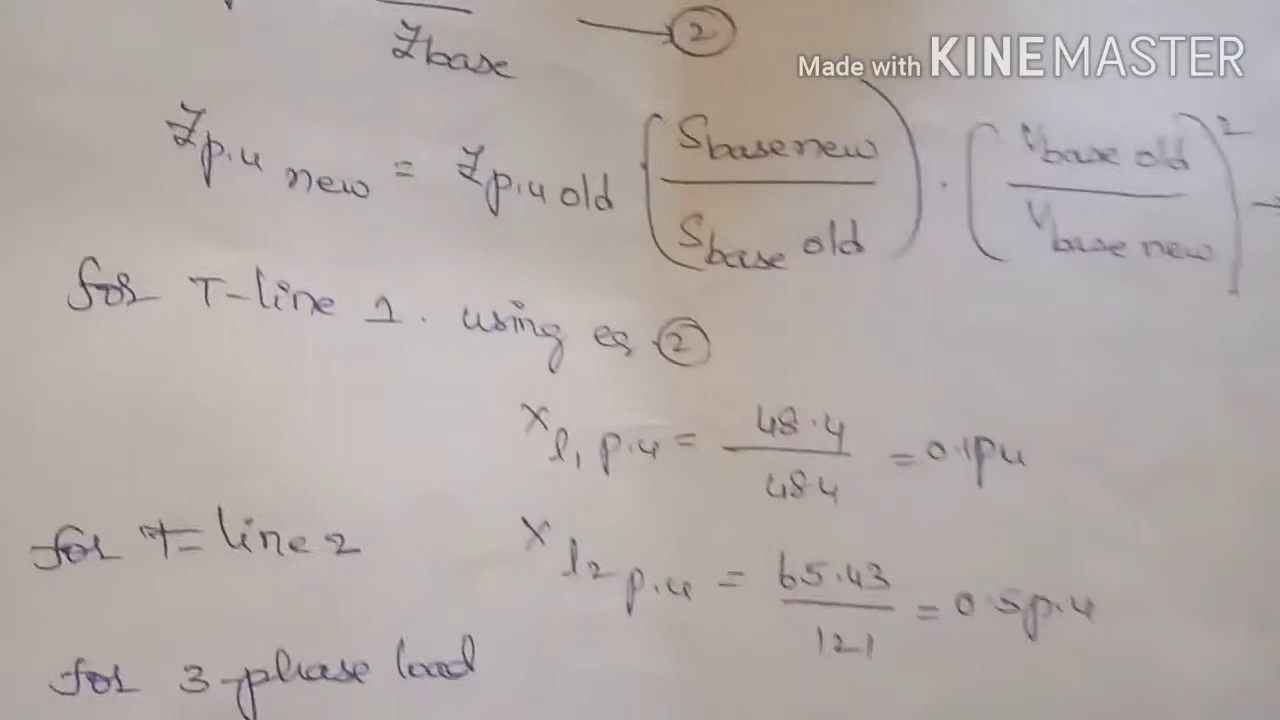 Zbase → ②
Made with KINEMASTER
Zp.u new = Zp.u old (Sbase new / Sbase old) . (Vbase old / Vbase new)² →
for T-line 1. using eq ②
Xl₁ p.u = 48.4 / 484 = 0.1pu
for T-line 2
Xl₂ p.u = 65.43 / 121 = 0.5p.u
for 3-phase load